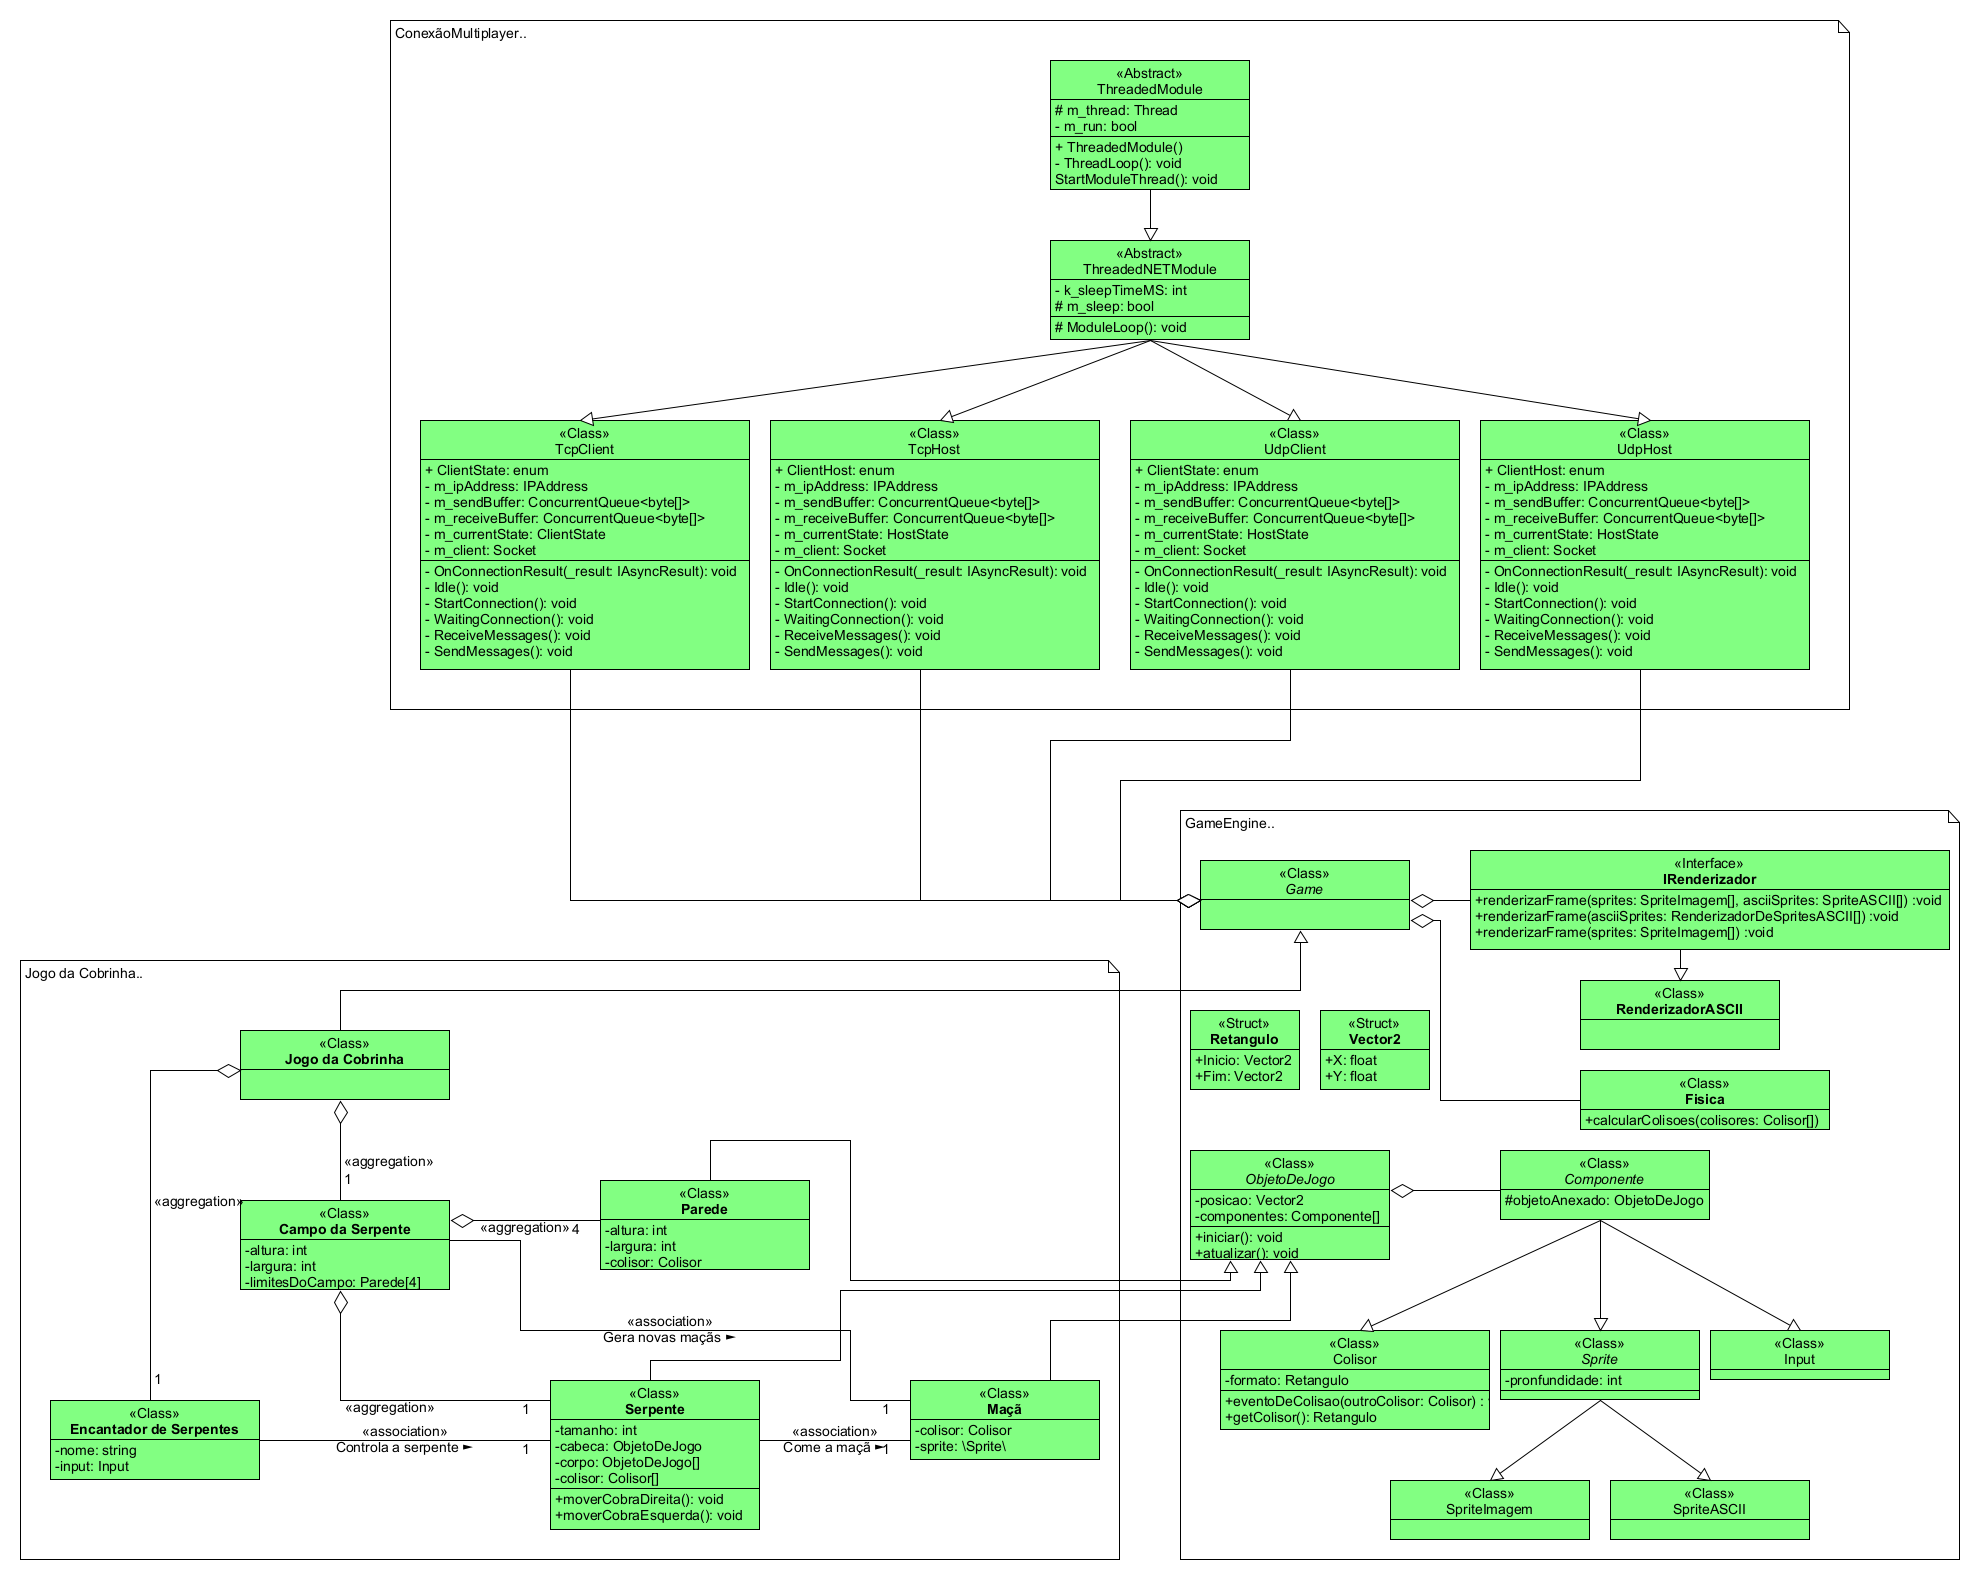 ConexãoMultiplayer..
«Abstract»
ThreadedModule
# m_thread: Thread
- m_run: bool
+ ThreadedModule()
- ThreadLoop(): void
StartModuleThread(): void
«Abstract»
ThreadedNETModule
- k_sleepTimeMS: int
# m_sleep: bool
# ModuleLoop(): void
«Class»
TcpClient
+ ClientState: enum
- m_ipAddress: IPAddress
- m_sendBuffer: ConcurrentQueue<byte[]>
- m_receiveBuffer: ConcurrentQueue<byte[]>
- m_currentState: ClientState
- m_client: Socket
- OnConnectionResult(_result: IAsyncResult): void
- Idle(): void
- StartConnection(): void
- WaitingConnection(): void
- ReceiveMessages(): void
- SendMessages(): void
«Class»
TcpHost
+ ClientHost: enum
- m_ipAddress: IPAddress
- m_sendBuffer: ConcurrentQueue<byte[]>
- m_receiveBuffer: ConcurrentQueue<byte[]>
- m_currentState: HostState
- m_client: Socket
- OnConnectionResult(_result: IAsyncResult): void
- Idle(): void
- StartConnection(): void
- WaitingConnection(): void
- ReceiveMessages(): void
- SendMessages(): void
«Class»
UdpClient
+ ClientState: enum
- m_ipAddress: IPAddress
- m_sendBuffer: ConcurrentQueue<byte[]>
- m_receiveBuffer: ConcurrentQueue<byte[]>
- m_currentState: HostState
- m_client: Socket
- OnConnectionResult(_result: IAsyncResult): void
- Idle(): void
- StartConnection(): void
- WaitingConnection(): void
- ReceiveMessages(): void
- SendMessages(): void
«Class»
UdpHost
+ ClientHost: enum
- m_ipAddress: IPAddress
- m_sendBuffer: ConcurrentQueue<byte[]>
- m_receiveBuffer: ConcurrentQueue<byte[]>
- m_currentState: HostState
- m_client: Socket
- OnConnectionResult(_result: IAsyncResult): void
- Idle(): void
- StartConnection(): void
- WaitingConnection(): void
- ReceiveMessages(): void
- SendMessages(): void
GameEngine..
«Class»
Game
«Interface»
IRenderizador
+renderizarFrame(sprites: SpriteImagem[], asciiSprites: SpriteASCII[]) :void
+renderizarFrame(asciiSprites: RenderizadorDeSpritesASCII[]) :void
+renderizarFrame(sprites: SpriteImagem[]) :void
«Class»
RenderizadorASCII
«Struct»
Retangulo
+Inicio: Vector2
+Fim: Vector2
«Struct»
Vector2
+X: float
+Y: float
«Class»
Fisica
+calcularColisoes(colisores: Colisor[])
«Class»
ObjetoDeJogo
-posicao: Vector2
-componentes: Componente[]
+iniciar(): void
+atualizar(): void
«Class»
Componente
#objetoAnexado: ObjetoDeJogo
«Class»
Colisor
-formato: Retangulo
+eventoDeColisao(outroColisor: Colisor) :
+getColisor(): Retangulo
«Class»
Sprite
-pronfundidade: int
«Class»
Input
«Class»
SpriteImagem
«Class»
SpriteASCII
Jogo da Cobrinha..
«Class»
Jogo da Cobrinha
«aggregation»
1
«aggregation»
1
«Class»
Campo da Serpente
-altura: int
-largura: int
-limitesDoCampo: Parede[4]
«aggregation» 4
«Class»
Parede
-altura: int
-largura: int
-colisor: Colisor
«association»
Gera novas maçãs ►
1
«aggregation»
1
«Class»
Encantador de Serpentes
-nome: string
-input: Input
«association»
Controla a serpente ►
1
«Class»
Serpente
-tamanho: int
-cabeca: ObjetoDeJogo
-corpo: ObjetoDeJogo[]
-colisor: Colisor[]
+moverCobraDireita(): void
+moverCobraEsquerda(): void
«association»
Come a maçã ►
1
«Class»
Maçã
-colisor: Colisor
-sprite: \Sprite\